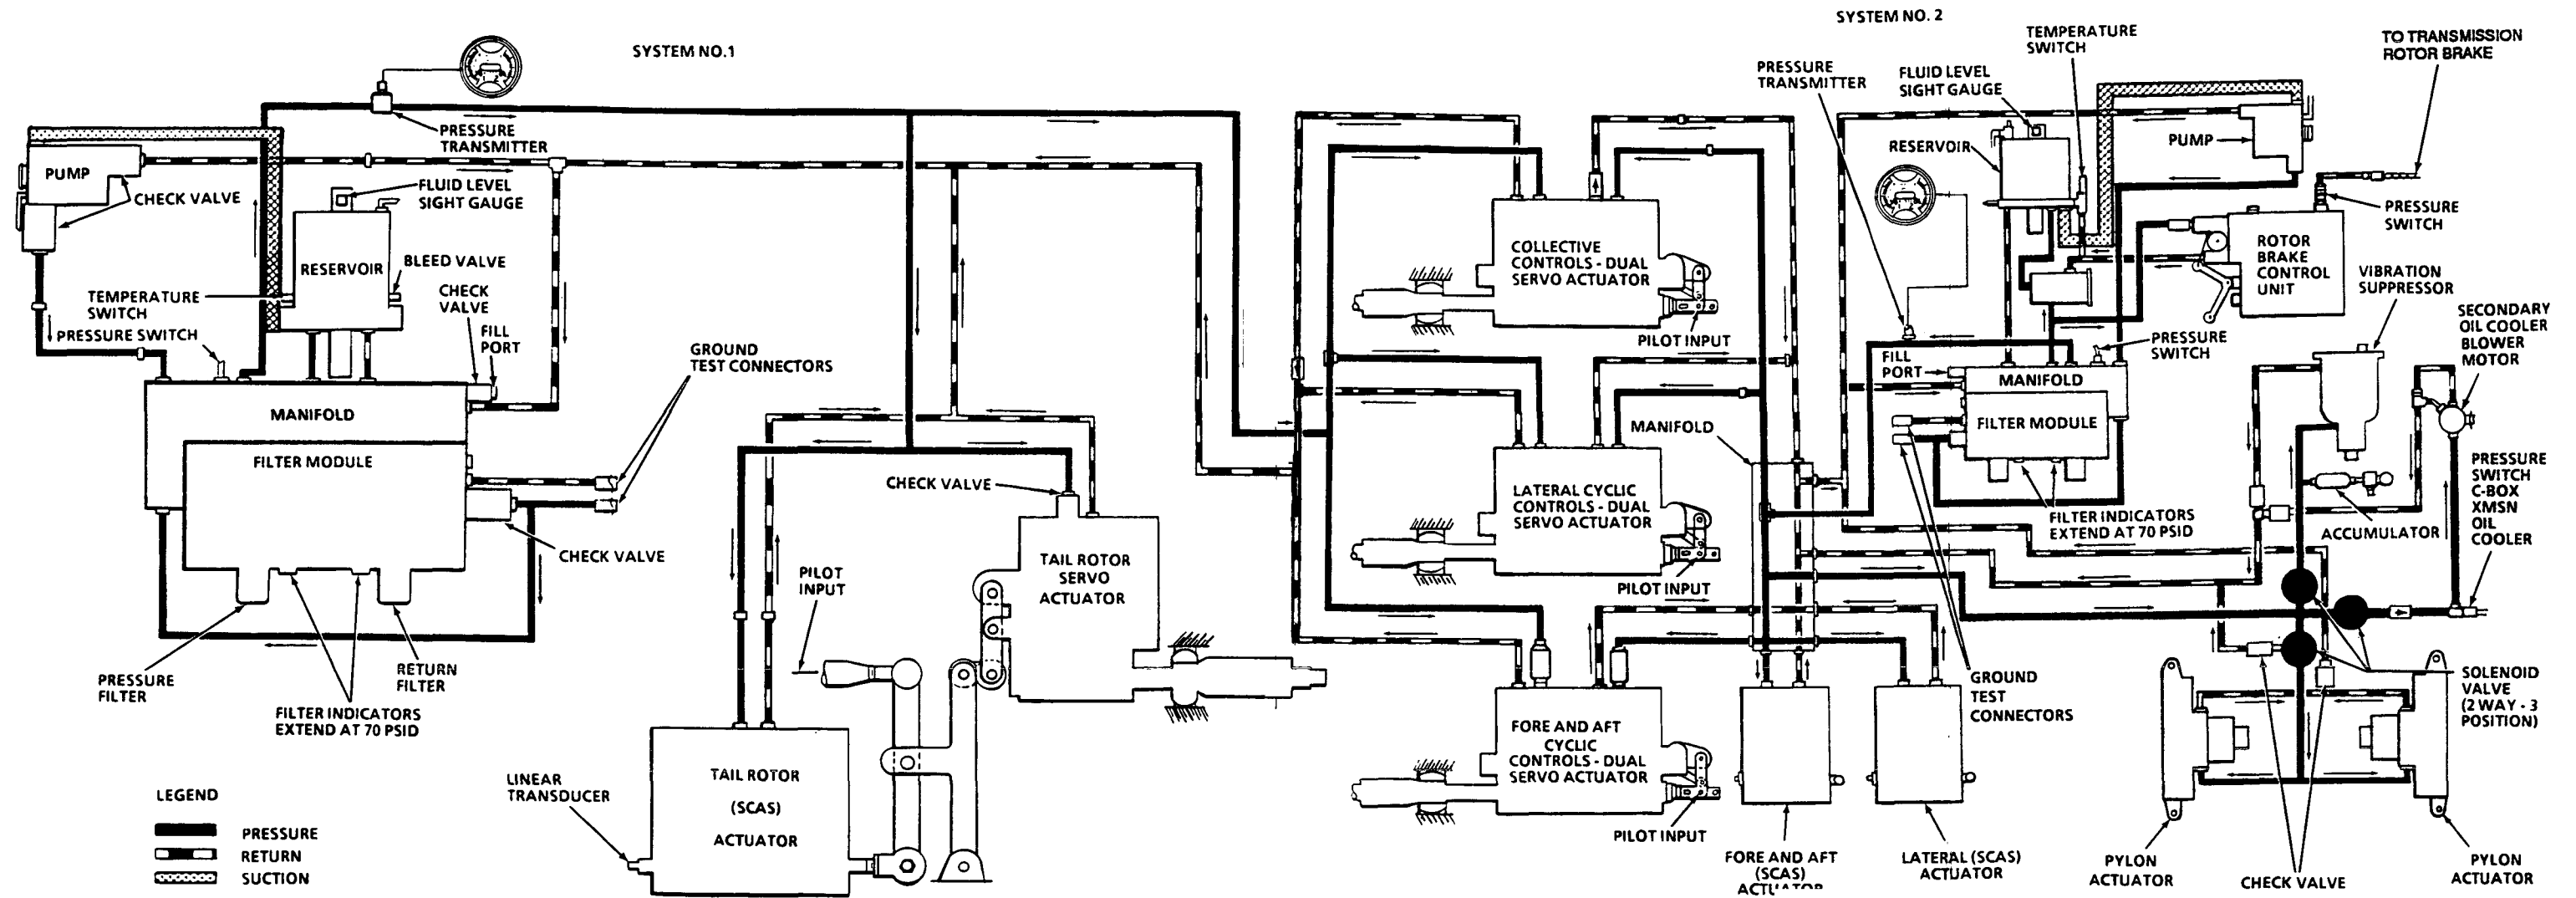 SYSTEM NO.1
PRESSURE
TRANSMITTER
PUMP
CHECK VALVE
FLUID LEVEL
SIGHT GAUGE
RESERVOIR
BLEED VALVE
TEMPERATURE
SWITCH
PRESSURE SWITCH
CHECK
VALVE
FILL
PORT
MANIFOLD
FILTER MODULE
GROUND
TEST CONNECTORS
CHECK VALVE
PRESSURE
FILTER
RETURN
FILTER
FILTER INDICATORS
EXTEND AT 70 PSID
LEGEND
PRESSURE
RETURN
SUCTION
CHECK VALVE
TAIL ROTOR
SERVO
ACTUATOR
PILOT
INPUT
LINEAR
TRANSDUCER
TAIL ROTOR
(SCAS)
ACTUATOR
SYSTEM NO. 2
TEMPERATURE
SWITCH
TO TRANSMISSION
ROTOR BRAKE
PRESSURE
TRANSMITTER
FLUID LEVEL
SIGHT GAUGE
RESERVOIR
PUMP
PRESSURE
SWITCH
ROTOR
BRAKE
CONTROL
UNIT
VIBRATION
SUPPRESSOR
SECONDARY
OIL COOLER
BLOWER
MOTOR
COLLECTIVE
CONTROLS - DUAL
SERVO ACTUATOR
PILOT INPUT
PRESSURE
SWITCH
FILL
PORT
MANIFOLD
FILTER MODULE
MANIFOLD
LATERAL CYCLIC
CONTROLS - DUAL
SERVO ACTUATOR
PILOT INPUT
FILTER INDICATORS
EXTEND AT 70 PSID
ACCUMULATOR
PRESSURE
SWITCH
C-BOX
XMSN
OIL
COOLER
GROUND
TEST
CONNECTORS
SOLENOID
VALVE
(2 WAY - 3
POSITION)
FORE AND AFT
CYCLIC
CONTROLS - DUAL
SERVO ACTUATOR
PILOT INPUT
FORE AND AFT
(SCAS)
ACTUATOR
LATERAL (SCAS)
ACTUATOR
PYLON
ACTUATOR
CHECK VALVE
PYLON
ACTUATOR